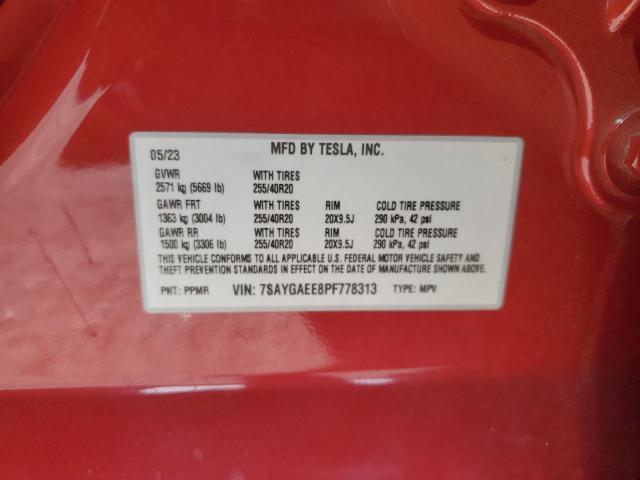 MFD BY TESLA, INC.
05/23
GVWR WITH TIRES
2571 kg (5669 lb) 255/40R20
GAWR FRT WITH TIRES RIM COLD TIRE PRESSURE
1363 kg (3004 lb) 255/40R20 20X9.5J 290 kPa, 42 psi
GAWR RR WITH TIRES RIM COLD TIRE PRESSURE
1500 kg (3306 lb) 255/40R20 20X9.5J 290 kPa, 42 psi
THIS VEHICLE CONFORMS TO ALL APPLICABLE U.S. FEDERAL MOTOR VEHICLE SAFETY AND
THEFT PREVENTION STANDARDS IN EFFECT ON THE DATE OF MANUFACTURE SHOWN ABOVE.
PNT: PPMR VIN: 7SAYGAEE8PF778313 TYPE: MPV